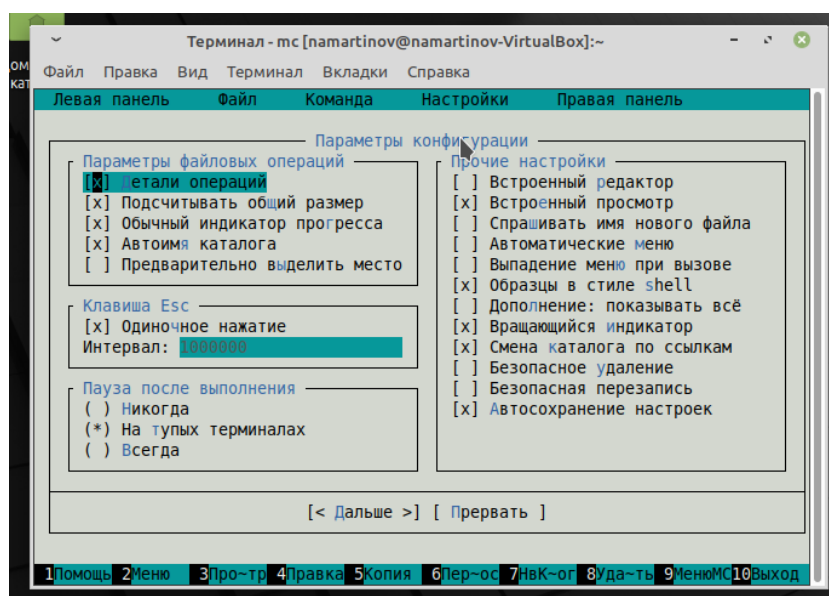 ом
кат
Терминал - mc [namartinov@namartinov-VirtualBox]:~
Файл Правка Вид Терминал Вкладки Справка
Левая панель Файл Команда Настройки Правая панель
Параметры конфигурации
Параметры файловых операций
[x] Детали операций
[x] Подсчитывать общий размер
[x] Обычный индикатор прогресса
[x] Автоимя каталога
[ ] Предварительно выделить место
Клавиша Esc
[x] Одиночное нажатие
Интервал: 1000000
Пауза после выполнения
( ) Никогда
(*) На тупых терминалах
( ) Всегда
Прочие настройки
[ ] Встроенный редактор
[x] Встроенный просмотр
[ ] Спрашивать имя нового файла
[ ] Автоматические меню
[ ] Выпадение меню при вызове
[x] Образцы в стиле shell
[ ] Дополнение: показывать всё
[x] Вращающийся индикатор
[x] Смена каталога по ссылкам
[ ] Безопасное удаление
[ ] Безопасная перезапись
[x] Автосохранение настроек
[< Дальше >] [ Прервать ]
1Помощь 2Меню 3Про~тр 4Правка 5Копия 6Пер~ос 7НвК~ог 8Уда~ть 9МенюMC 10Выход